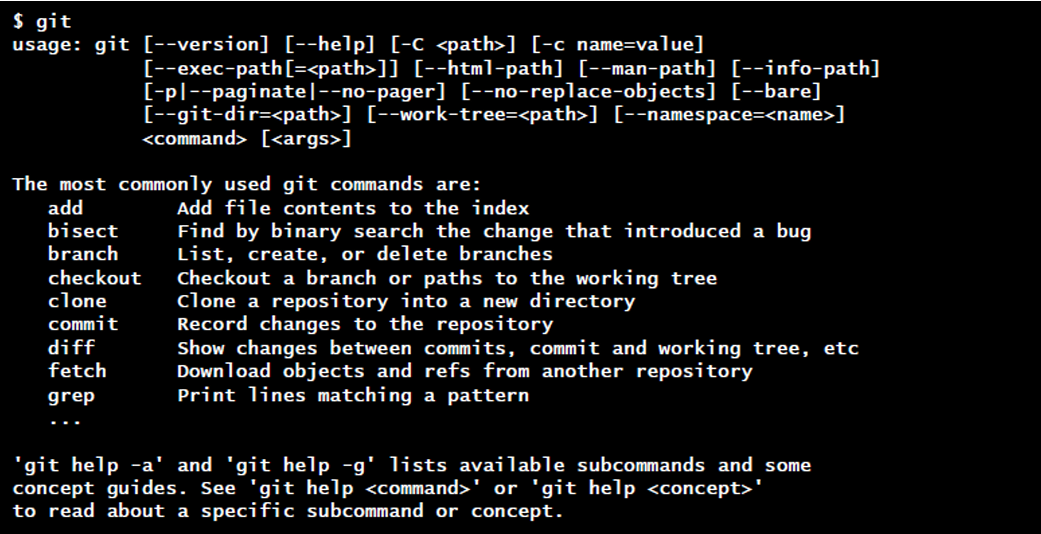 $ git
usage: git [--version] [--help] [-C <path>] [-c name=value]
           [--exec-path[=<path>]] [--html-path] [--man-path] [--info-path]
           [-p|--paginate|--no-pager] [--no-replace-objects] [--bare]
           [--git-dir=<path>] [--work-tree=<path>] [--namespace=<name>]
           <command> [<args>]

The most commonly used git commands are:
   add        Add file contents to the index
   bisect     Find by binary search the change that introduced a bug
   branch     List, create, or delete branches
   checkout   Checkout a branch or paths to the working tree
   clone      Clone a repository into a new directory
   commit     Record changes to the repository
   diff       Show changes between commits, commit and working tree, etc
   fetch      Download objects and refs from another repository
   grep       Print lines matching a pattern
   ...

'git help -a' and 'git help -g' lists available subcommands and some
concept guides. See 'git help <command>' or 'git help <concept>'
to read about a specific subcommand or concept.